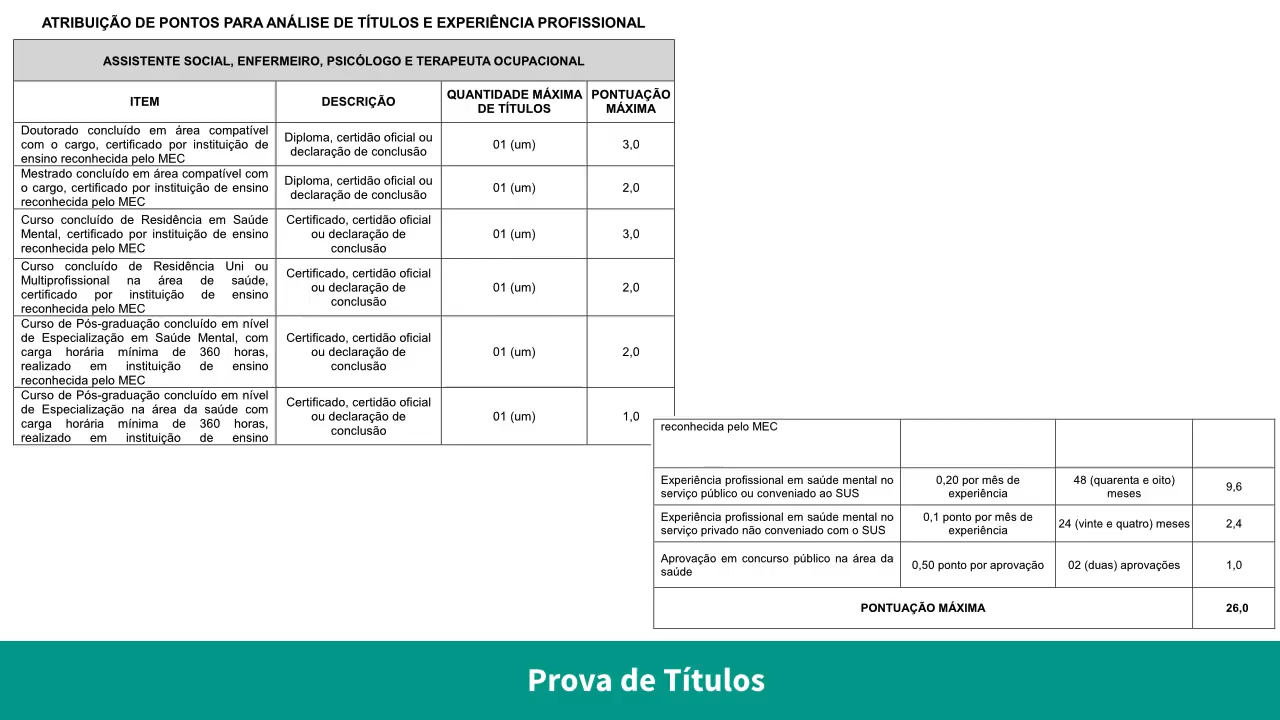 ATRIBUIÇÃO DE PONTOS PARA ANÁLISE DE TÍTULOS E EXPERIÊNCIA PROFISSIONAL
ASSISTENTE SOCIAL, ENFERMEIRO, PSICÓLOGO E TERAPEUTA OCUPACIONAL
ITEM
DESCRIÇÃO
QUANTIDADE MÁXIMA
DE TÍTULOS
PONTUAÇÃO
MÁXIMA
Doutorado concluído em área compatível
com o cargo, certificado por instituição de
ensino reconhecida pelo MEC
Diploma, certidão oficial ou
declaração de conclusão
01 (um)
3,0
Mestrado concluído em área compatível com
o cargo, certificado por instituição de ensino
reconhecida pelo MEC
Diploma, certidão oficial ou
declaração de conclusão
01 (um)
2,0
Curso concluído de Residência em Saúde
Mental, certificado por instituição de ensino
reconhecida pelo MEC
Certificado, certidão oficial
ou declaração de
conclusão
01 (um)
3,0
Curso concluído de Residência Uni ou
Multiprofissional na área de saúde,
certificado por instituição de ensino
reconhecida pelo MEC
Certificado, certidão oficial
ou declaração de
conclusão
01 (um)
2,0
Curso de Pós-graduação concluído em nível
de Especialização em Saúde Mental, com
carga horária mínima de 360 horas,
realizado em instituição de ensino
reconhecida pelo MEC
Certificado, certidão oficial
ou declaração de
conclusão
01 (um)
2,0
Curso de Pós-graduação concluído em nível
de Especialização na área da saúde com
carga horária mínima de 360 horas,
realizado em instituição de ensino
Certificado, certidão oficial
ou declaração de
conclusão
01 (um)
1,0
reconhecida pelo MEC
Experiência profissional em saúde mental no
serviço público ou conveniado ao SUS
0,20 por mês de
experiência
48 (quarenta e oito)
meses
9,6
Experiência profissional em saúde mental no
serviço privado não conveniado com o SUS
0,1 ponto por mês de
experiência
24 (vinte e quatro) meses
2,4
Aprovação em concurso público na área da
saúde
0,50 ponto por aprovação
02 (duas) aprovações
1,0
PONTUAÇÃO MÁXIMA
26,0
Prova de Títulos